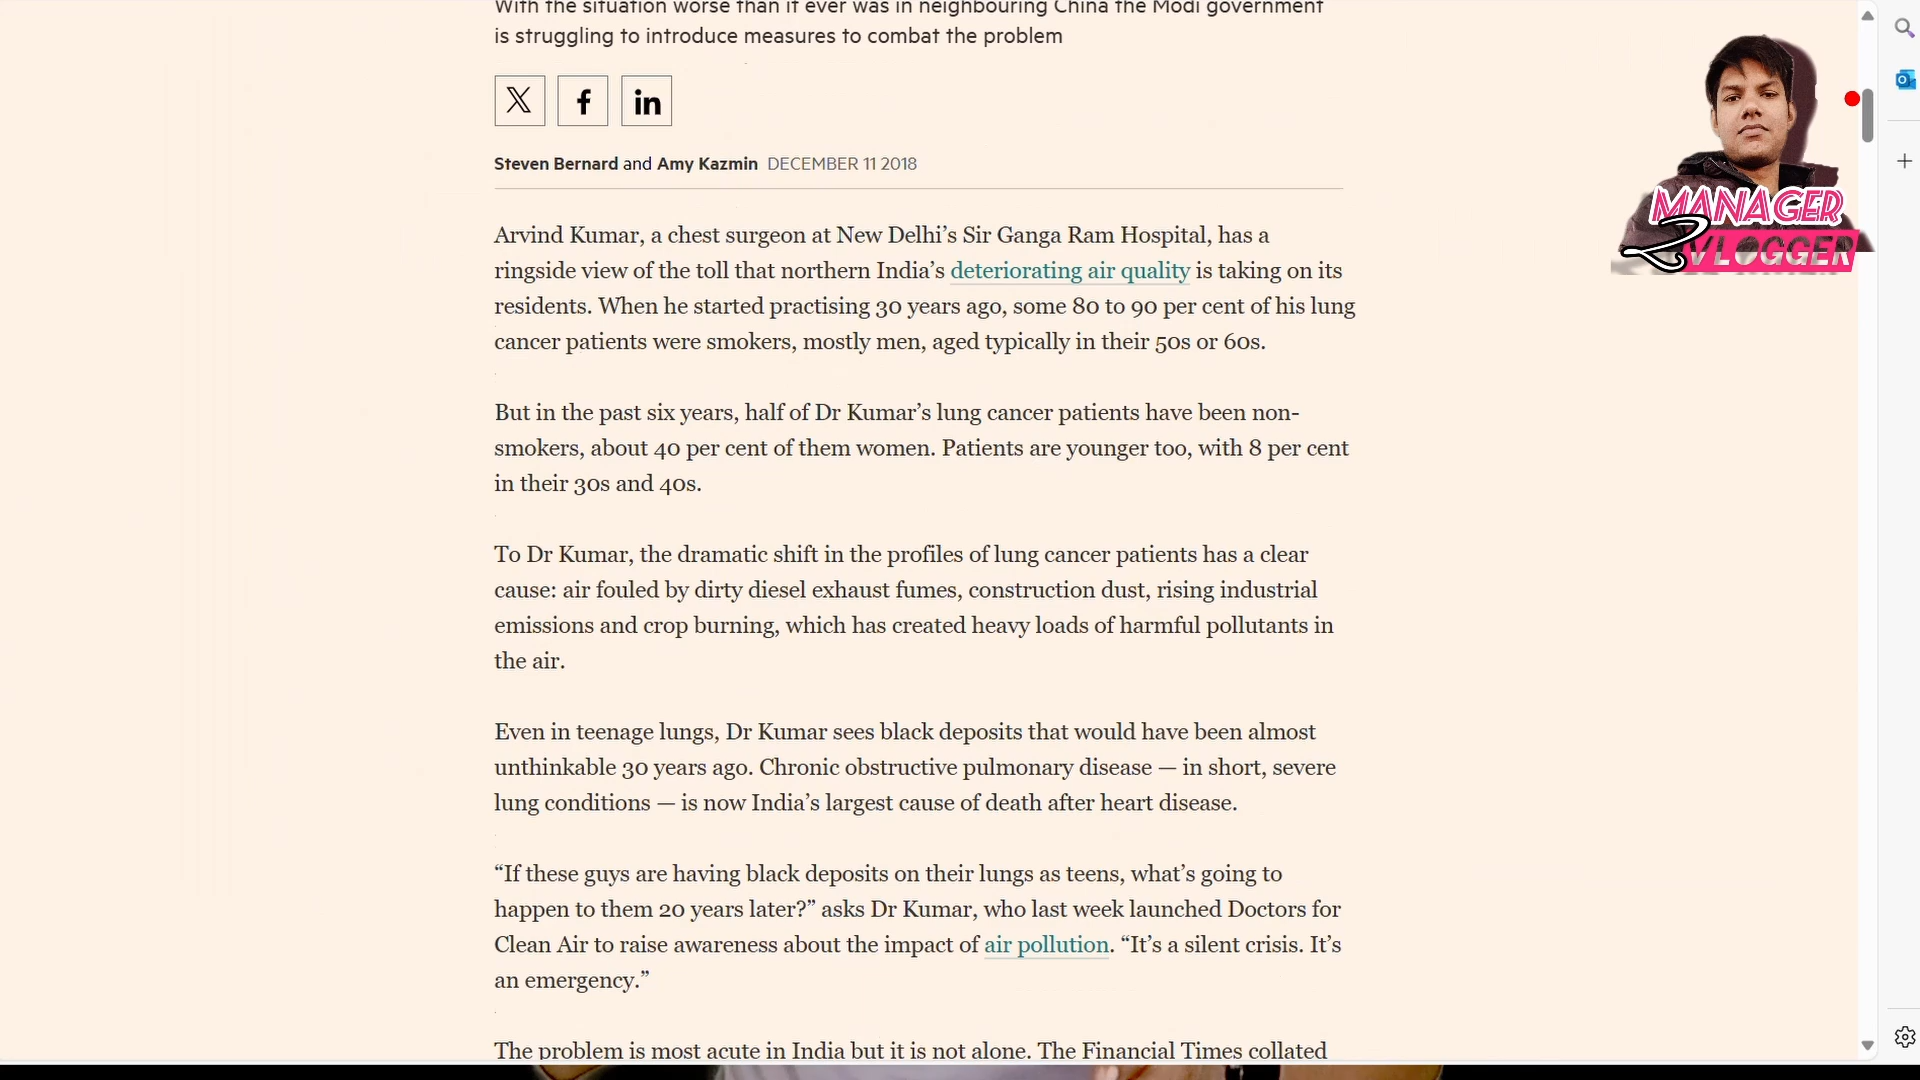 With the situation worse than it ever was in neighbouring China the Modi government
is struggling to introduce measures to combat the problem
Steven Bernard and Amy Kazmin DECEMBER 11 2018
Arvind Kumar, a chest surgeon at New Delhi’s Sir Ganga Ram Hospital, has a
ringside view of the toll that northern India’s deteriorating air quality is taking on its
residents. When he started practising 30 years ago, some 80 to 90 per cent of his lung
cancer patients were smokers, mostly men, aged typically in their 50s or 60s.
But in the past six years, half of Dr Kumar’s lung cancer patients have been non-
smokers, about 40 per cent of them women. Patients are younger too, with 8 per cent
in their 30s and 40s.
To Dr Kumar, the dramatic shift in the profiles of lung cancer patients has a clear
cause: air fouled by dirty diesel exhaust fumes, construction dust, rising industrial
emissions and crop burning, which has created heavy loads of harmful pollutants in
the air.
Even in teenage lungs, Dr Kumar sees black deposits that would have been almost
unthinkable 30 years ago. Chronic obstructive pulmonary disease — in short, severe
lung conditions — is now India’s largest cause of death after heart disease.
“If these guys are having black deposits on their lungs as teens, what’s going to
happen to them 20 years later?” asks Dr Kumar, who last week launched Doctors for
Clean Air to raise awareness about the impact of air pollution. “It’s a silent crisis. It’s
an emergency.”
The problem is most acute in India but it is not alone. The Financial Times collated
MANAGER
2
VLOGGER